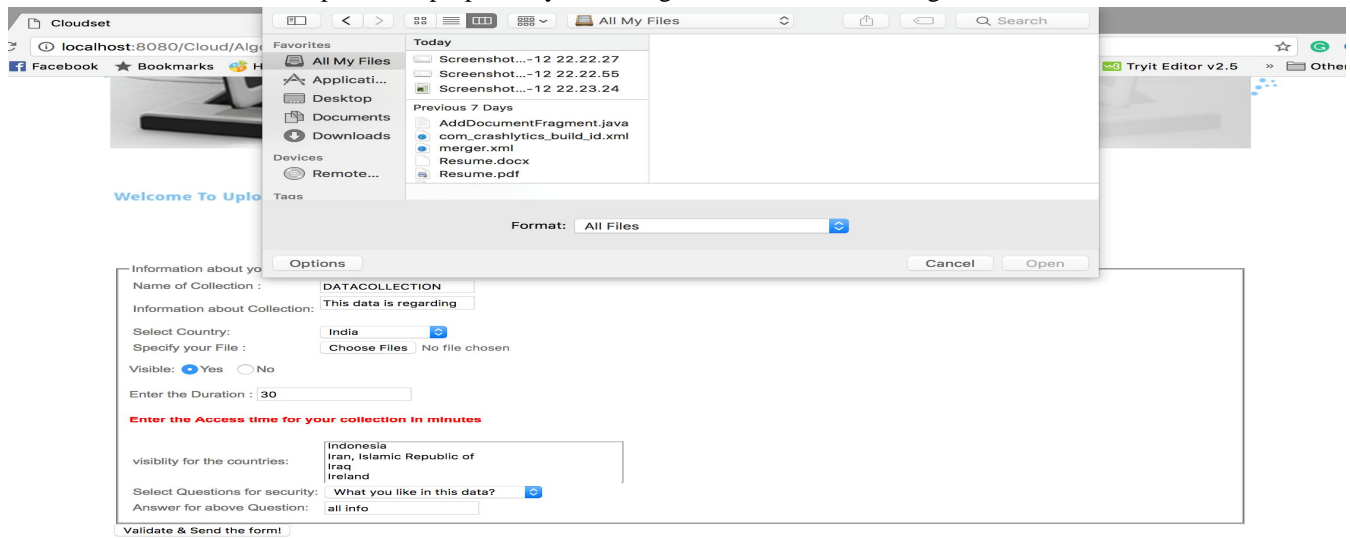 Cloudset
All My Files
Search
localhost:8080/Cloud/Algo
Facebook
Bookmarks
H
Tryit Editor v2.5
»
Other
Favorites
All My Files
Applicati...
Desktop
Documents
Downloads
Devices
Remote...
Tags
Today
Screenshot...-12 22.22.27
Screenshot...-12 22.22.55
Screenshot...-12 22.23.24
Previous 7 Days
AddDocumentFragment.java
com_crashlytics_build_id.xml
merger.xml
Resume.docx
Resume.pdf
Format: All Files
Options Cancel Open
Welcome To Uplo
Information about yo
Name of Collection : DATACOLLECTION
Information about Collection: This data is regarding
Select Country: India
Specify your File : Choose Files No file chosen
Visible: Yes No
Enter the Duration : 30
Enter the Access time for your collection in minutes
visiblity for the countries:
Indonesia
Iran, Islamic Republic of
Iraq
Ireland
Select Questions for security: What you like in this data?
Answer for above Question: all info
Validate & Send the form!